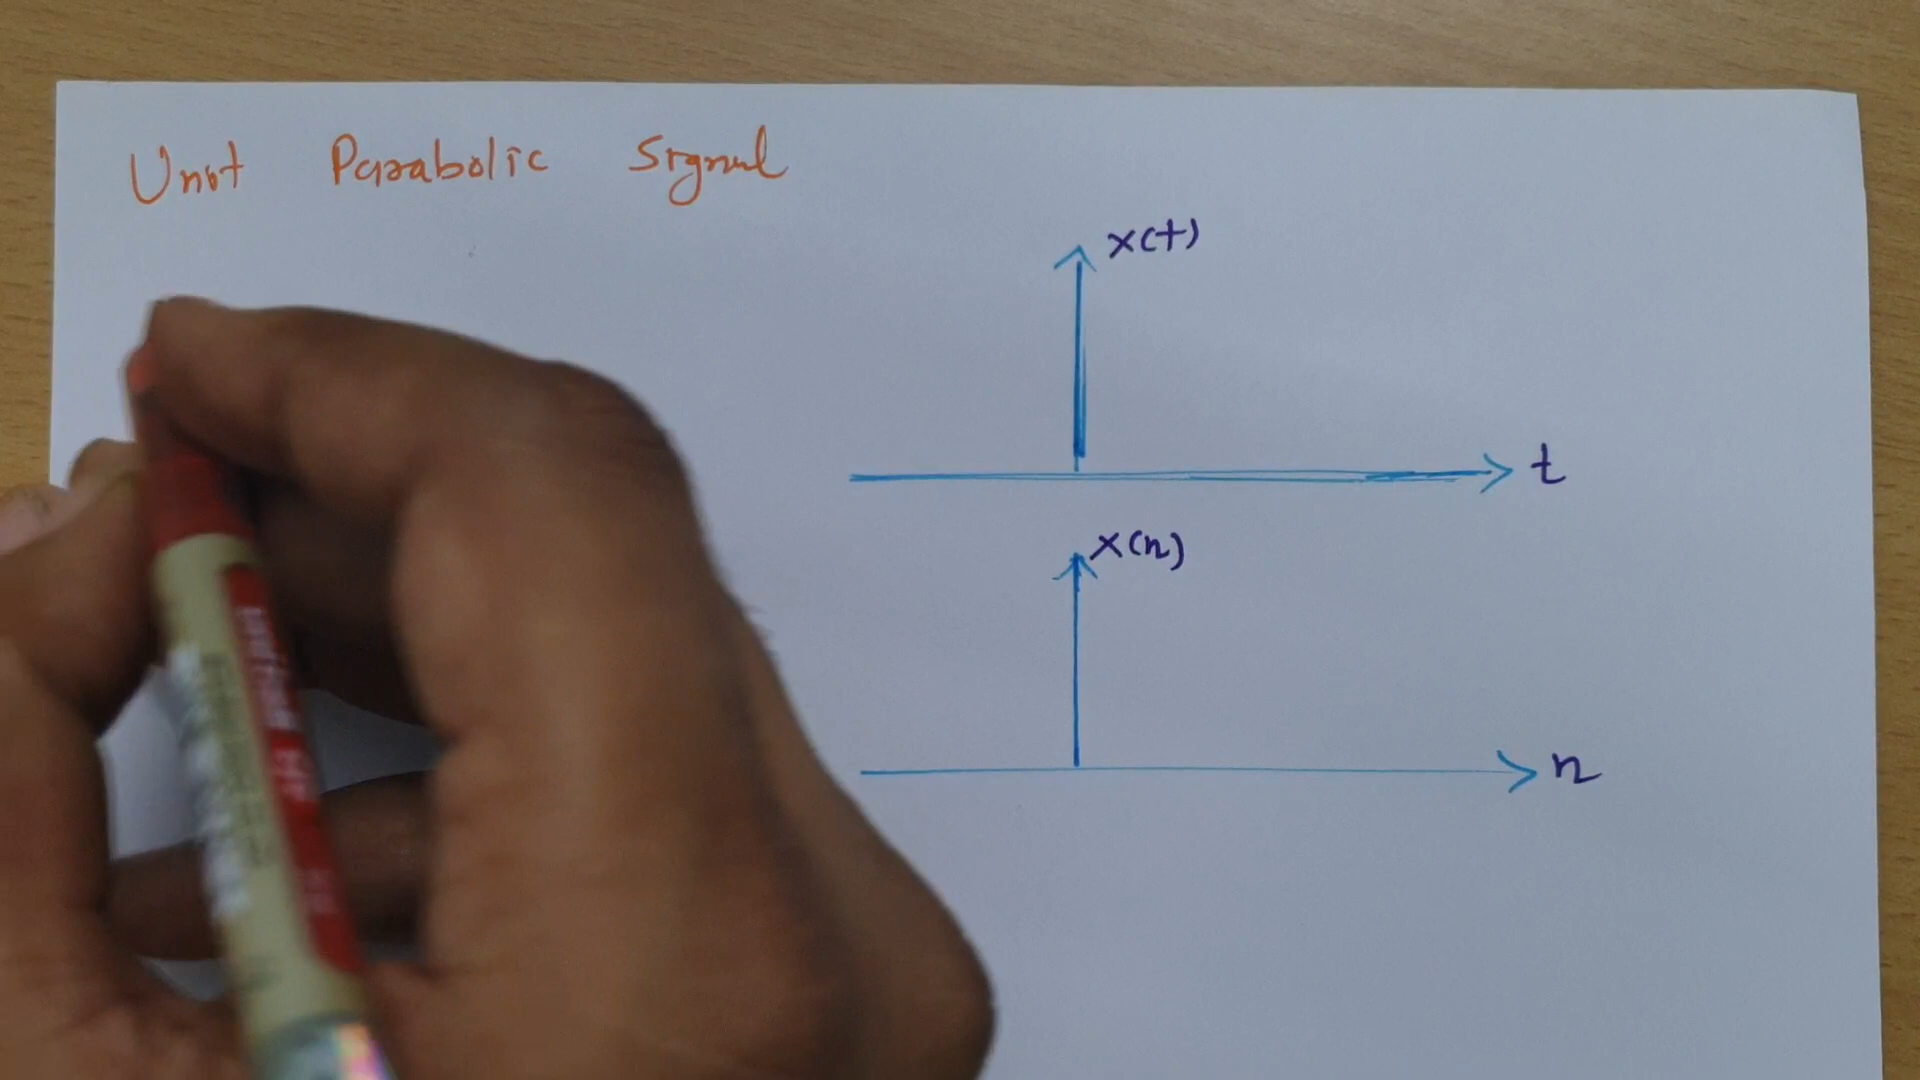 Unit Parabolic Signal
x(t)
t
x(n)
n